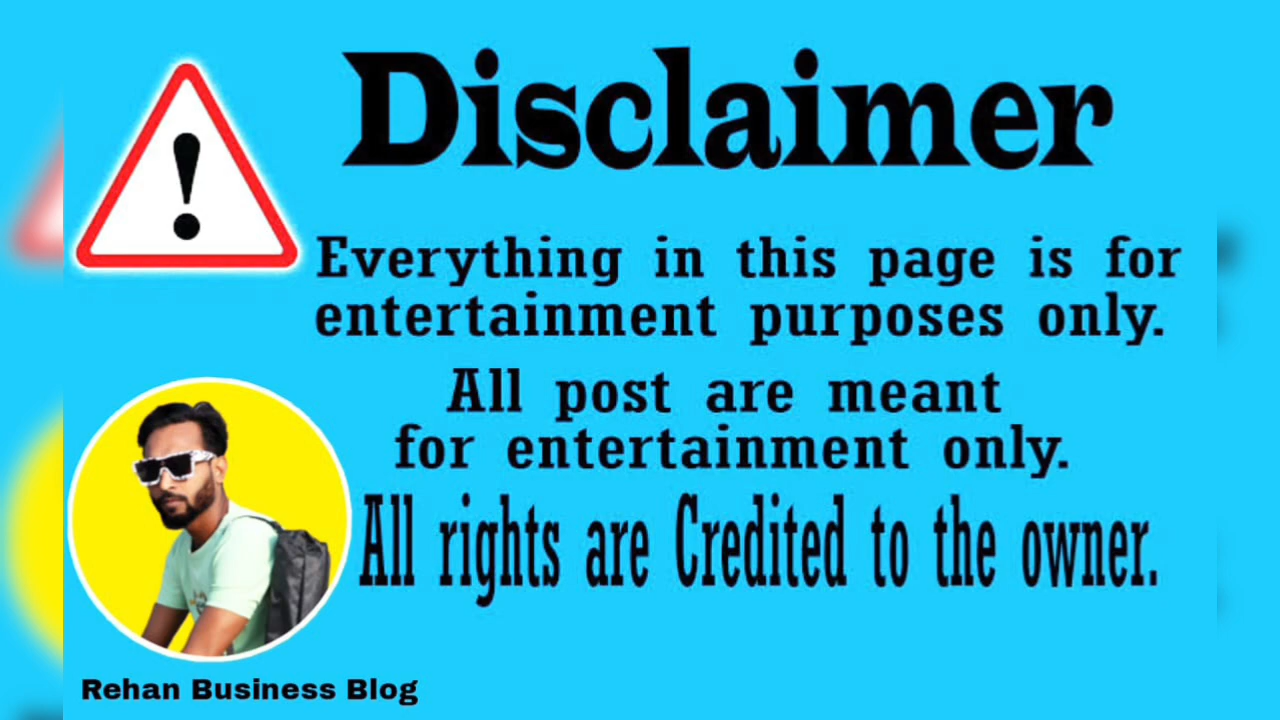 Disclaimer
Everything in this page is for
entertainment purposes only.
All post are meant
for entertainment only.
All rights are Credited to the owner.
Rehan Business Blog